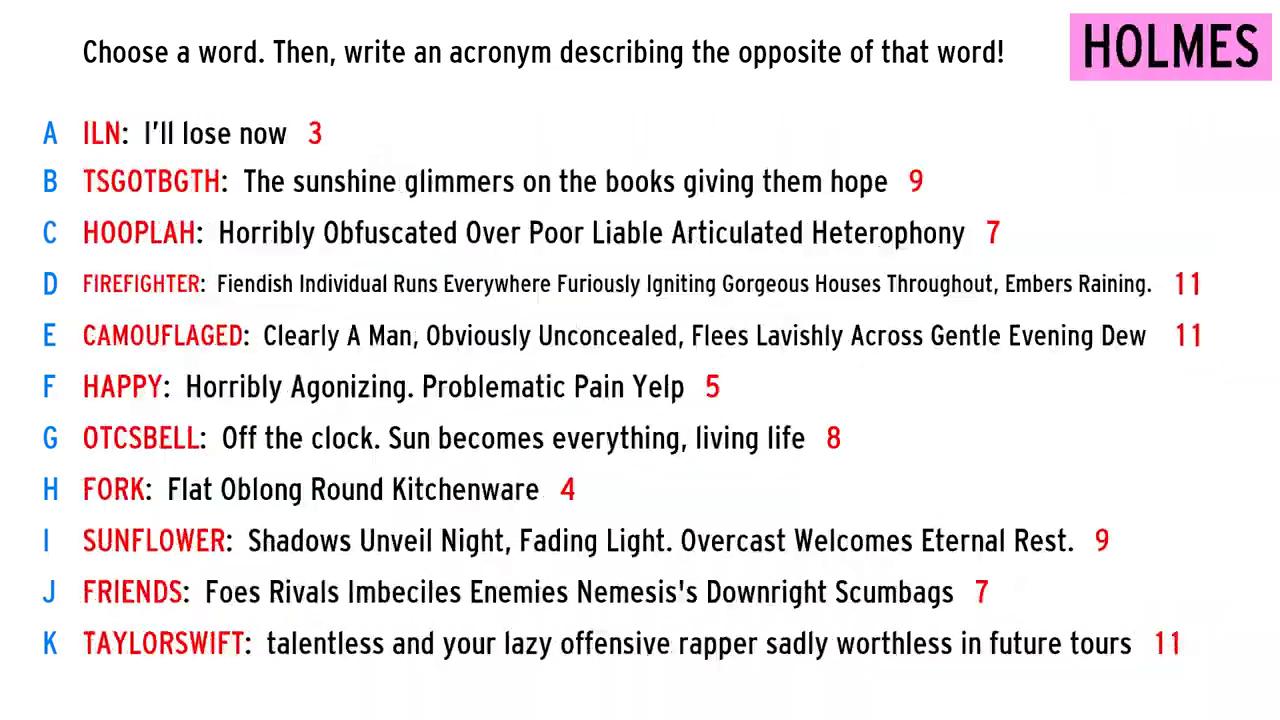 Choose a word. Then, write an acronym describing the opposite of that word!
HOLMES
A ILN: I'll lose now 3
B TSGOTBGTH: The sunshine glimmers on the books giving them hope 9
C HOOPLAH: Horribly Obfuscated Over Poor Liable Articulated Heterophony 7
D FIREFIGHTER: Fiendish Individual Runs Everywhere Furiously Igniting Gorgeous Houses Throughout, Embers Raining. 11
E CAMOUFLAGED: Clearly A Man, Obviously Unconcealed, Flees Lavishly Across Gentle Evening Dew 11
F HAPPY: Horribly Agonizing. Problematic Pain Yelp 5
G OTCSBELL: Off the clock. Sun becomes everything, living life 8
H FORK: Flat Oblong Round Kitchenware 4
I SUNFLOWER: Shadows Unveil Night, Fading Light. Overcast Welcomes Eternal Rest. 9
J FRIENDS: Foes Rivals Imbeciles Enemies Nemesis's Downright Scumbags 7
K TAYLORSWIFT: talentless and your lazy offensive rapper sadly worthless in future tours 11